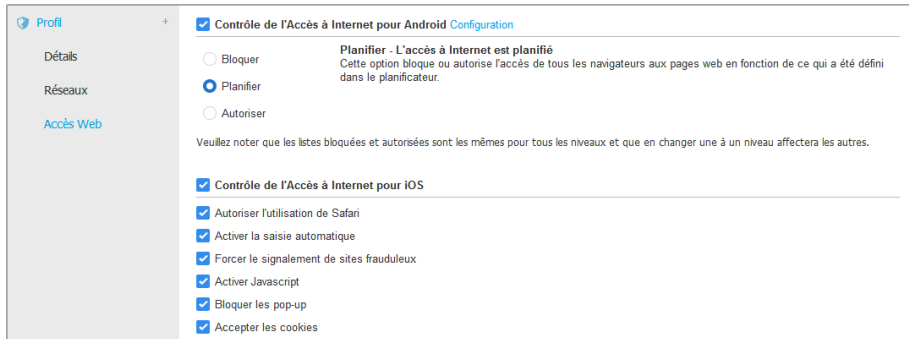 Profil +
Détails
Réseaux
Accès Web
Contrôle de l'Accès à Internet pour Android Configuration
Bloquer
Planifier
Autoriser
Planifier - L'accès à Internet est planifié
Cette option bloque ou autorise l'accès de tous les navigateurs aux pages web en fonction de ce qui a été défini
dans le planificateur.
Veuillez noter que les listes bloquées et autorisées sont les mêmes pour tous les niveaux et que en changer une à un niveau affectera les autres.
Contrôle de l'Accès à Internet pour iOS
Autoriser l'utilisation de Safari
Activer la saisie automatique
Forcer le signalement de sites frauduleux
Activer Javascript
Bloquer les pop-up
Accepter les cookies